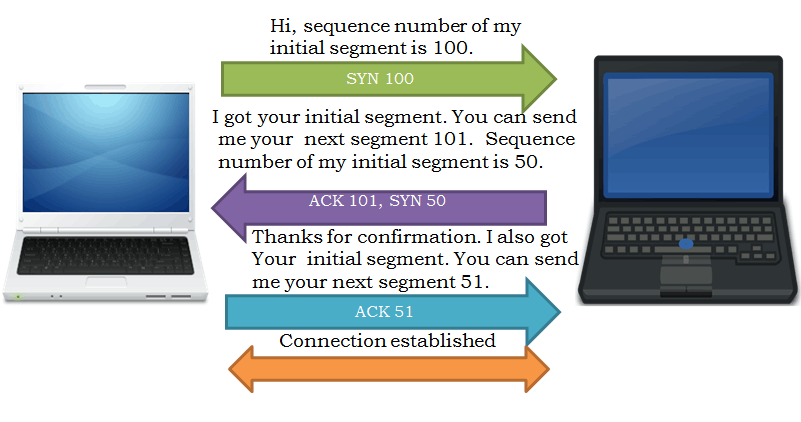 Hi, sequence number of my
initial segment is 100.
SYN 100
I got your initial segment. You can send
me your next segment 101. Sequence
number of my initial segment is 50.
ACK 101, SYN 50
Thanks for confirmation. I also got
Your initial segment. You can send
me your next segment 51.
ACK 51
Connection established